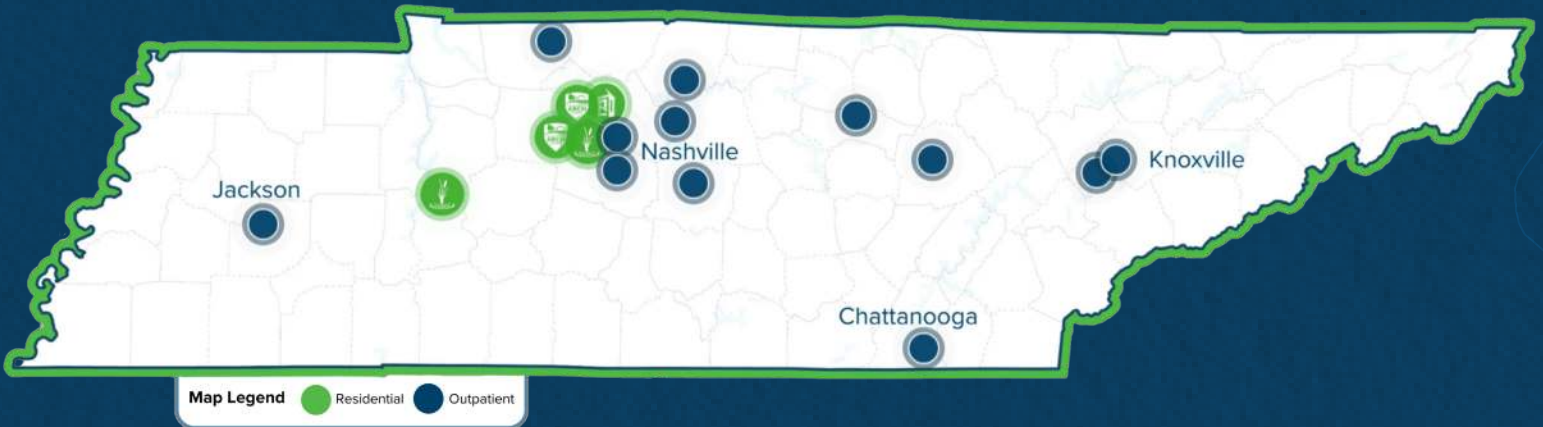 Nashville
Knoxville
Jackson
Chattanooga
Map Legend Residential Outpatient